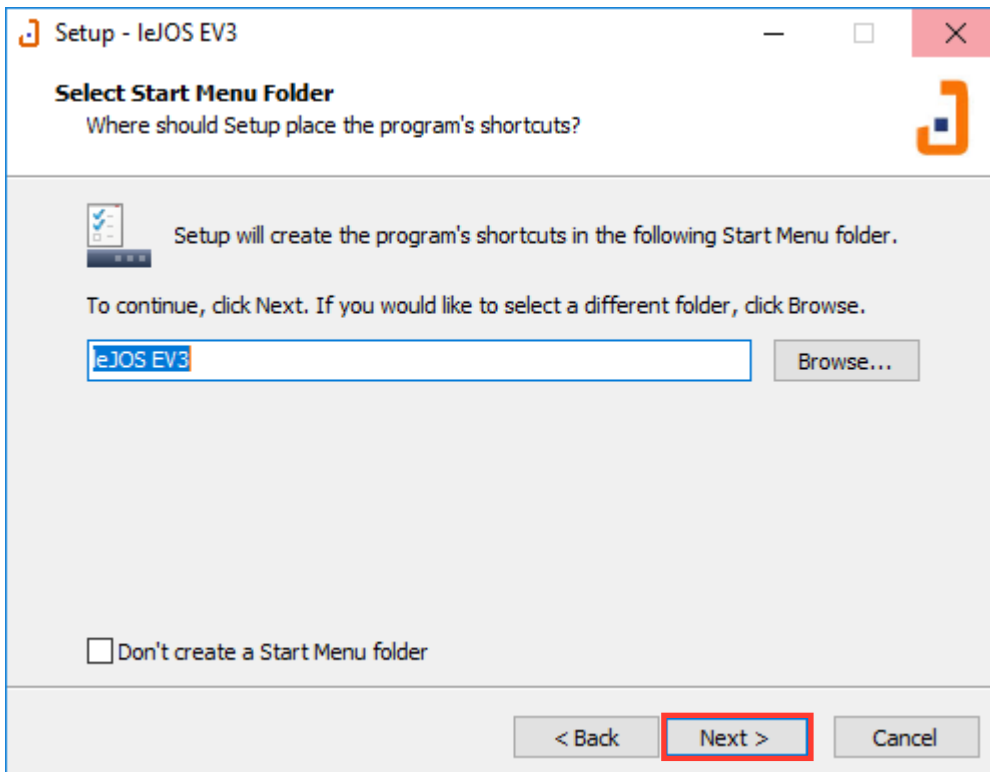 Setup - leJOS EV3
Select Start Menu Folder
Where should Setup place the program's shortcuts?
Setup will create the program's shortcuts in the following Start Menu folder.
To continue, click Next. If you would like to select a different folder, click Browse.
leJOS EV3
Browse...
Don't create a Start Menu folder
< Back
Next >
Cancel